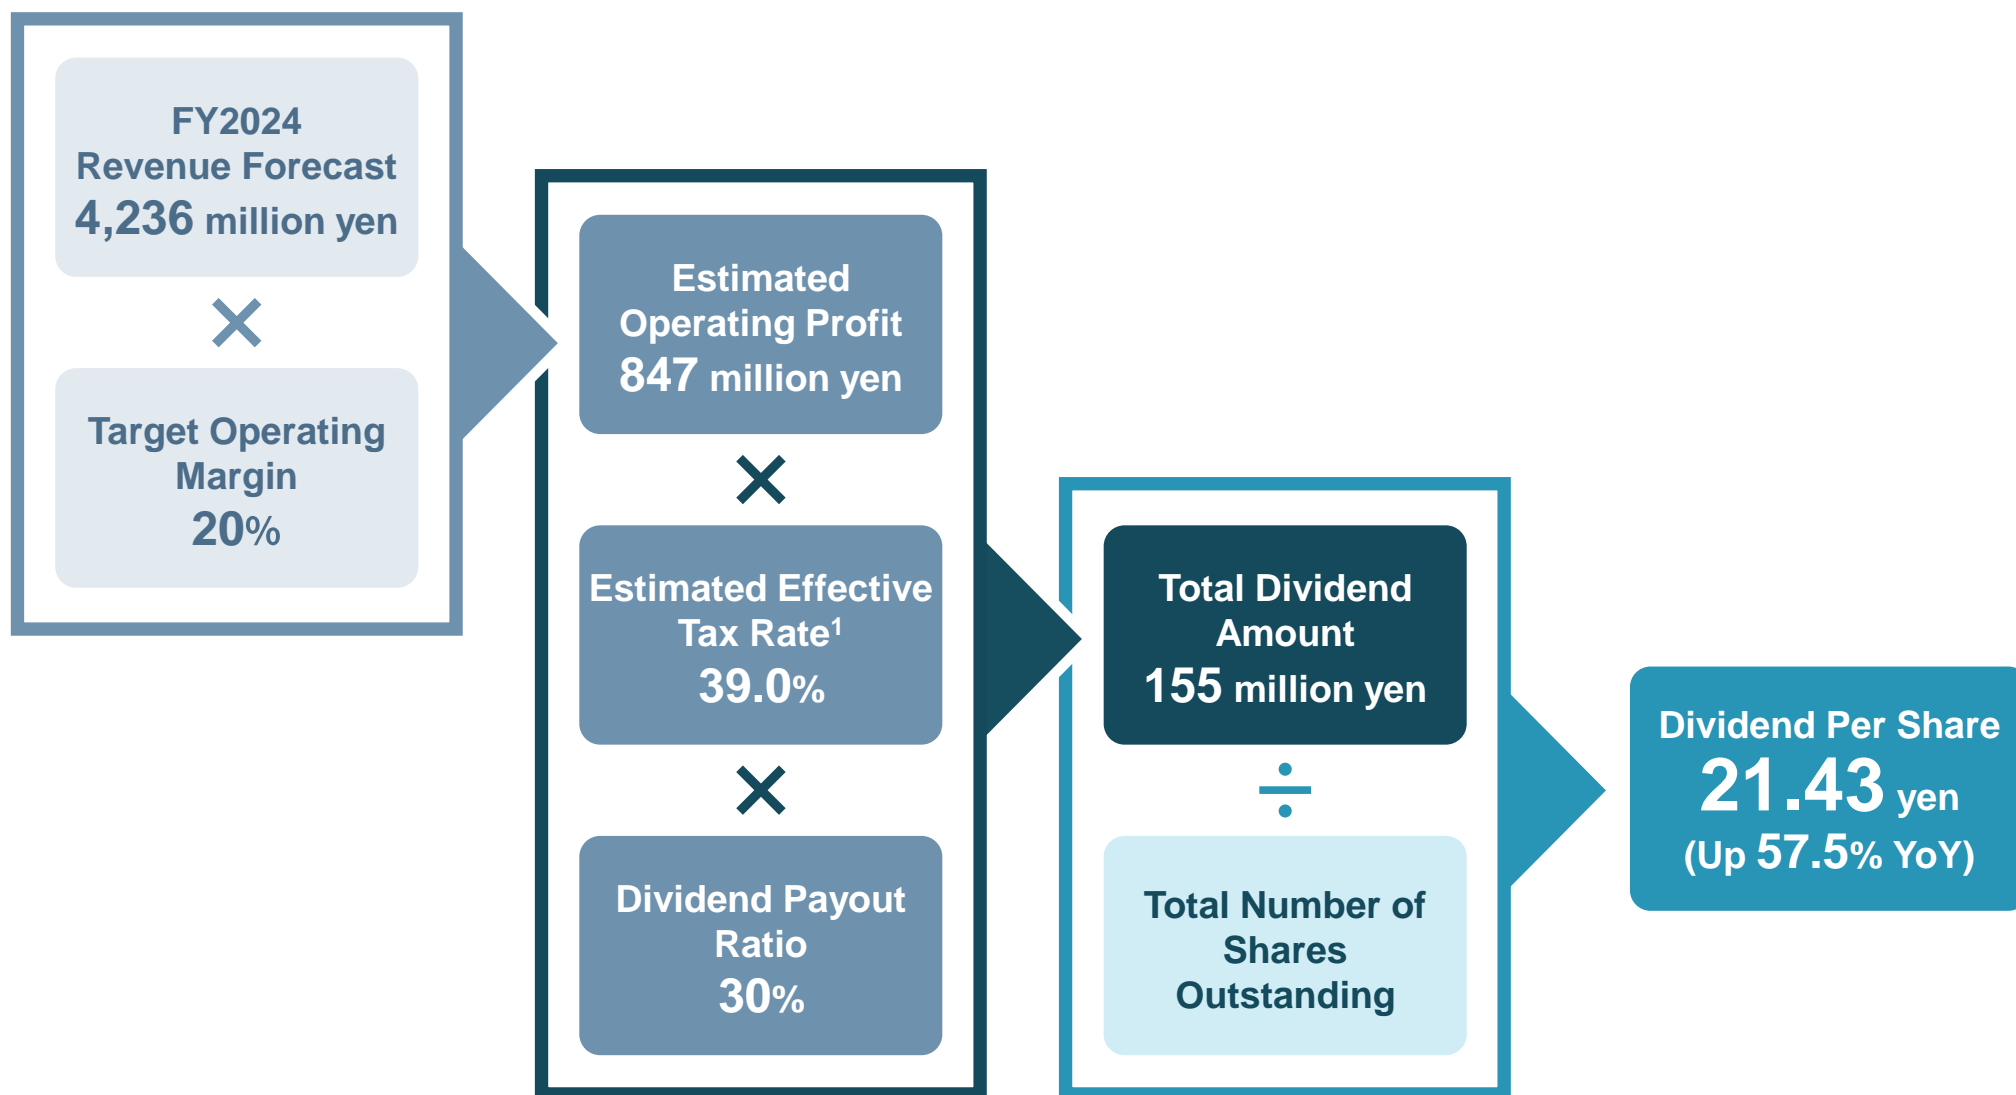 FY2024
Revenue Forecast
4,236 million yen
×
Target Operating
Margin
20%
Estimated
Operating Profit
847 million yen
×
Estimated Effective
Tax Rate¹
39.0%
×
Dividend Payout
Ratio
30%
Total Dividend
Amount
155 million yen
÷
Total Number of
Shares
Outstanding
Dividend Per Share
21.43 yen
(Up 57.5% YoY)